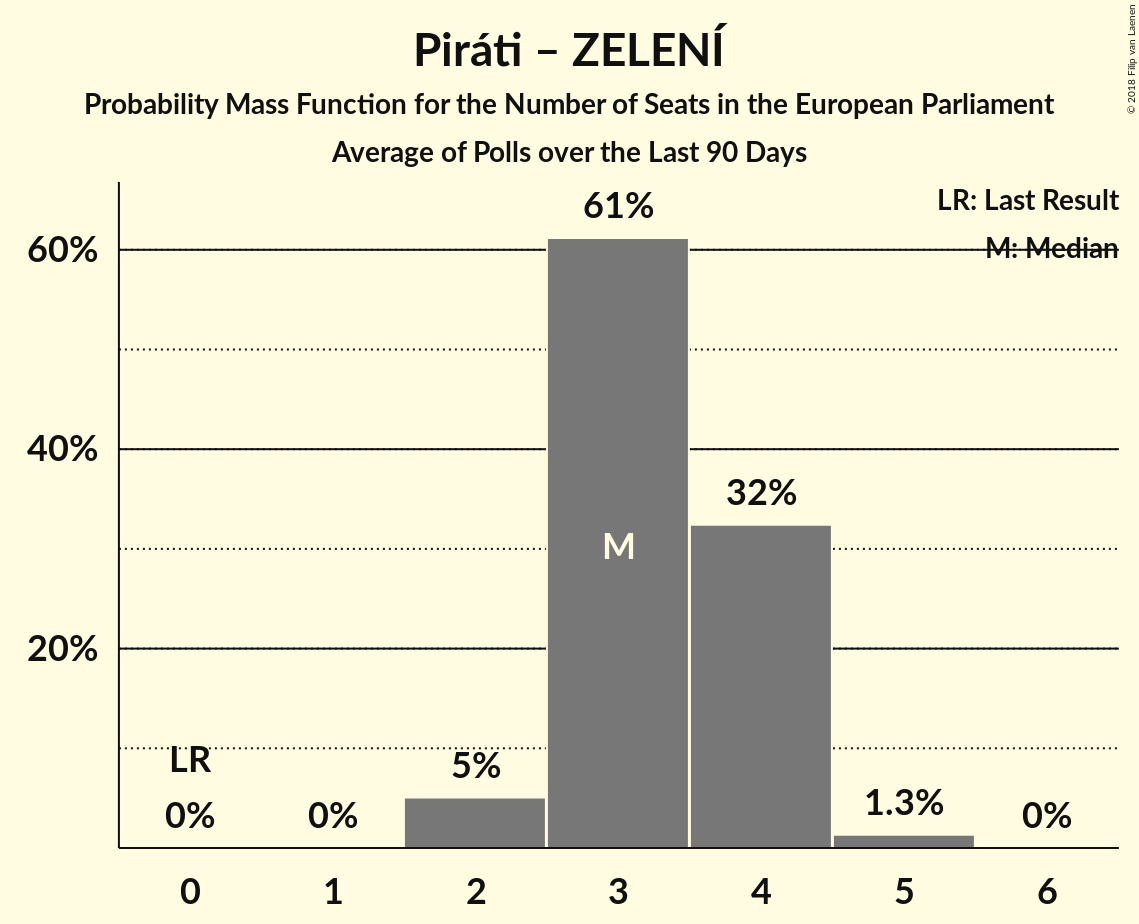 Piráti – ZELENÍ
Probability Mass Function for the Number of Seats in the European Parliament
Average of Polls over the Last 90 Days
© 2018 Filip van Laenen
LR: Last Result
M: Median
61%
60%
40%
32%
M
20%
LR
5%
0%
0%
1.3%
0%
0
1
2
3
4
5
6